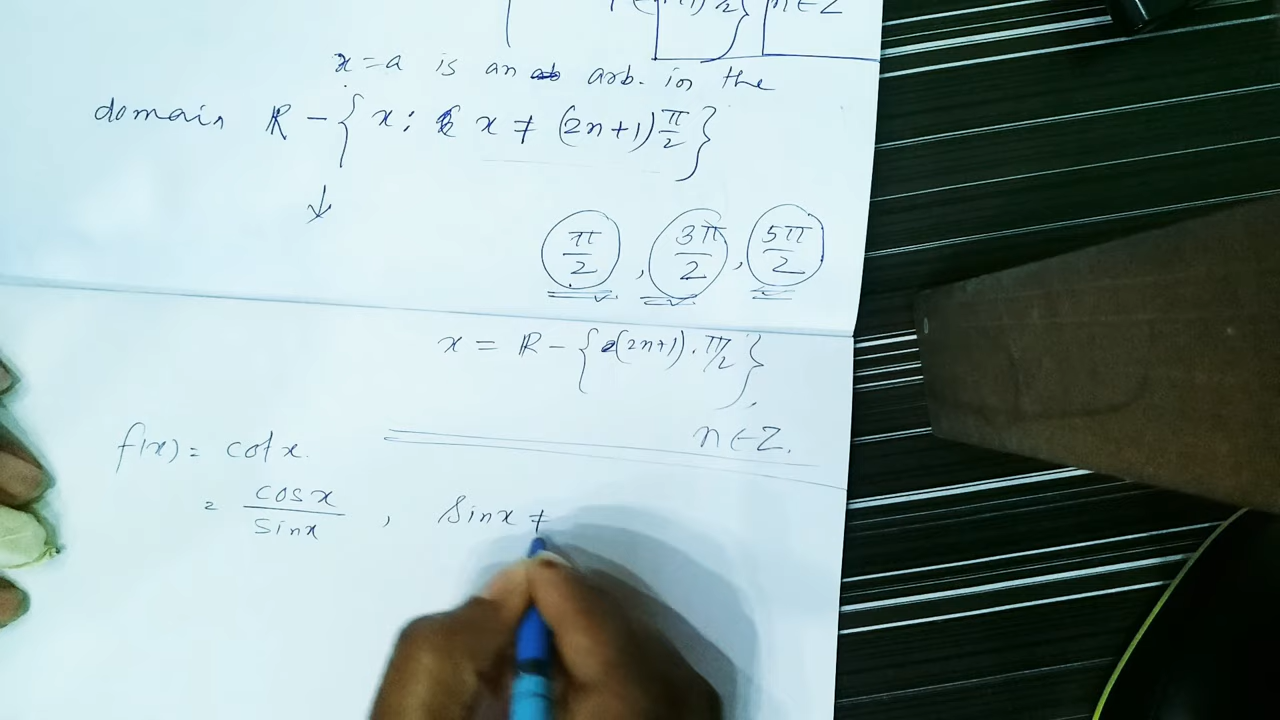 n∈Z
x = a is an arb. in the
domain R - { x : x ≠ (2n+1) π/2 }
↓
π/2 , 3π/2 , 5π/2
x = R - { (2n+1) . π/2 } ,
n ∈ Z.
f(x) = cot x.
= cos x / sin x , sin x ≠